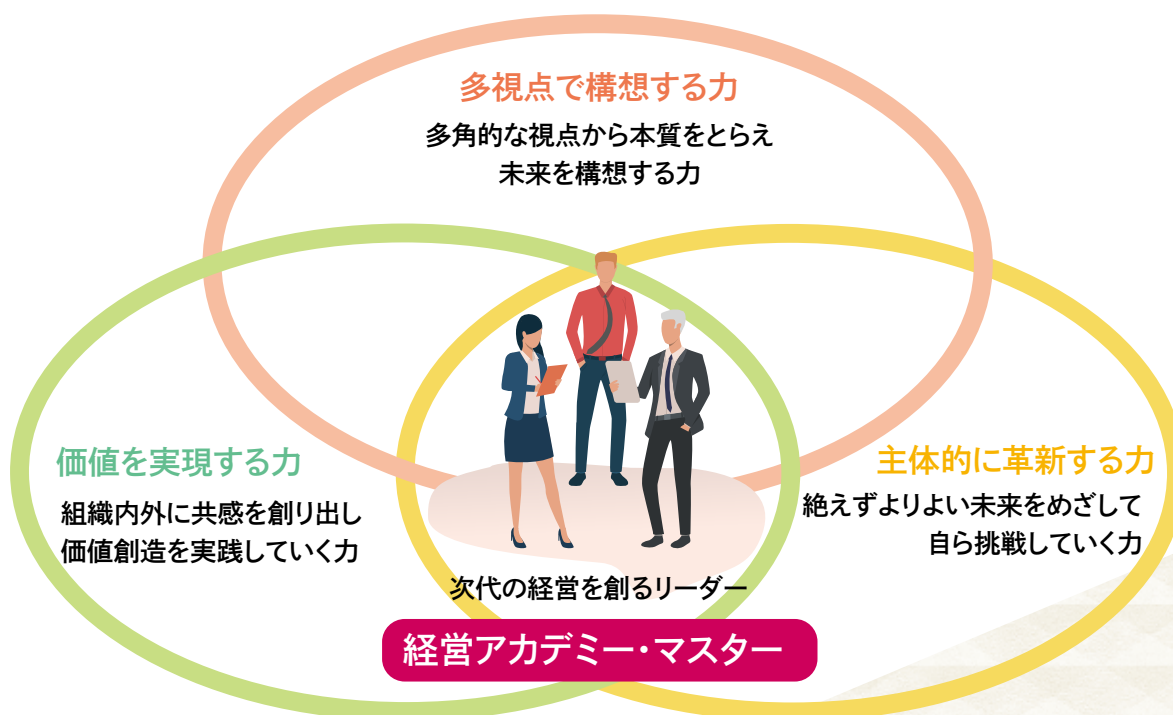 多視点で構想する力
多角的な視点から本質をとらえ
未来を構想する力
価値を実現する力
組織内外に共感を創り出し
価値創造を実践していく力
主体的に革新する力
絶えずよりよい未来をめざして
自ら挑戦していく力
次代の経営を創るリーダー
経営アカデミー・マスター